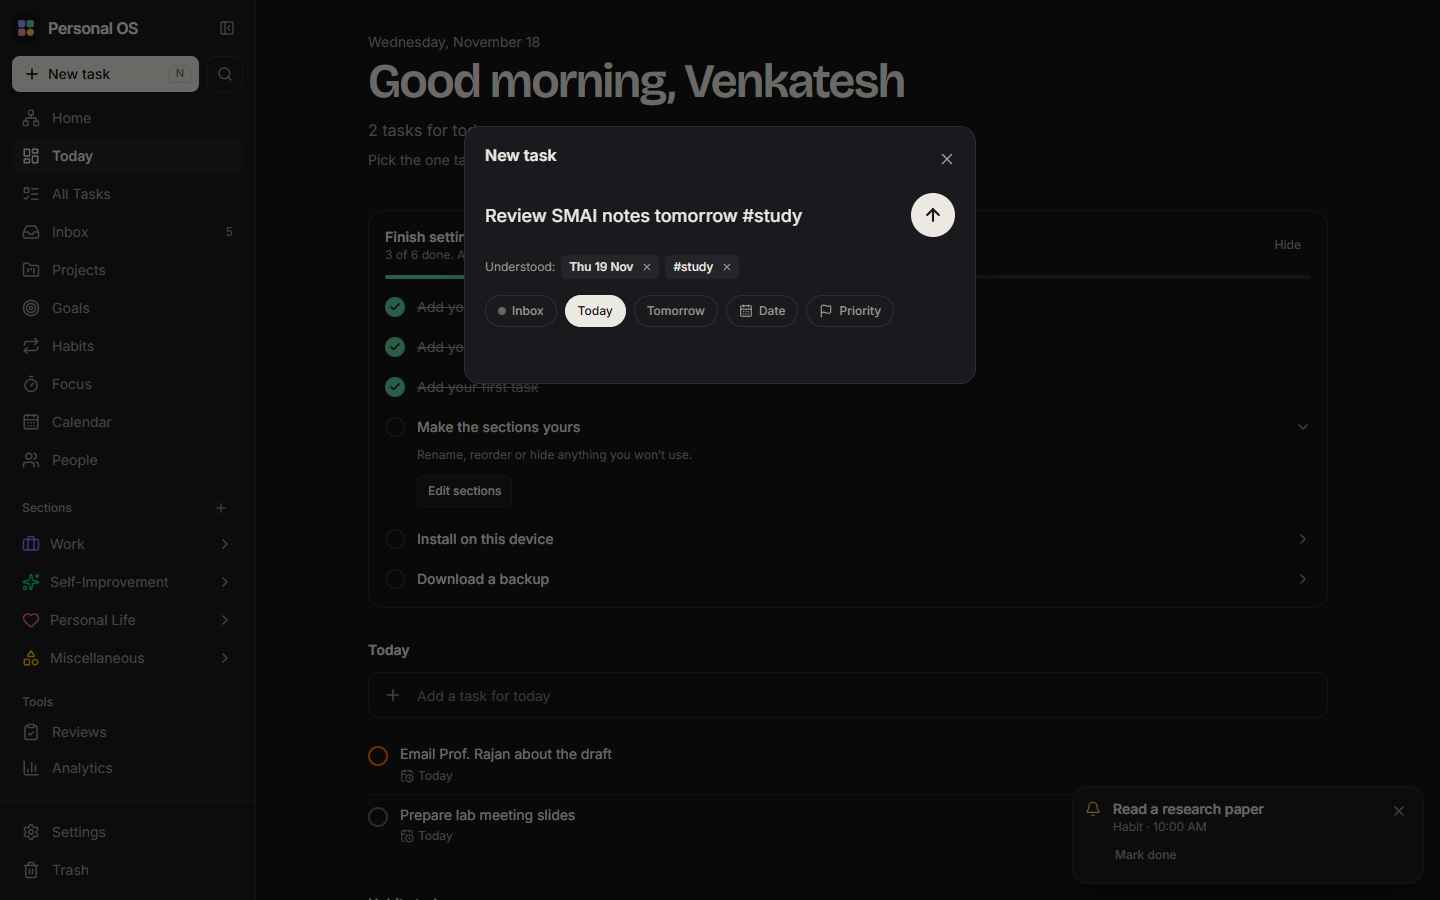 Personal OS
New task N
Home
Today
All Tasks
Inbox 5
Projects
Goals
Habits
Focus
Calendar
People
Sections
Work
Self-Improvement
Personal Life
Miscellaneous
Tools
Reviews
Analytics
Settings
Trash
Wednesday, November 18
Good morning, Venkatesh
2 tasks for
Pick the one
New task
Review SMAI notes tomorrow #study
Understood: Thu 19 Nov #study
Inbox Today Tomorrow Date Priority
Finish
3 of 6 done.
Hide
Add
Add
Add your first task
Make the sections yours
Rename, reorder or hide anything you won't use.
Edit sections
Install on this device
Download a backup
Today
Add a task for today
Email Prof. Rajan about the draft
Today
Prepare lab meeting slides
Today
Read a research paper
Habit · 10:00 AM
Mark done